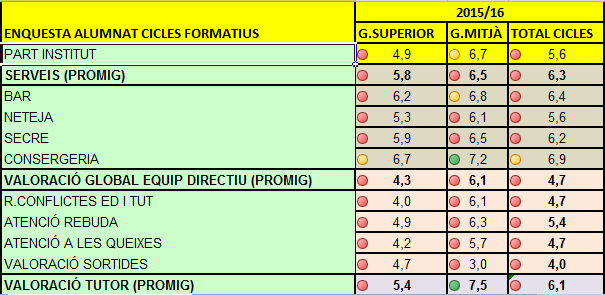 2015/16
ENQUESTA ALUMNAT CICLES FORMATIUS G.SUPERIOR G.MITJÀ TOTAL CICLES
PART INSTITUT 4,9 6,7 5,6
SERVEIS (PROMIG) 5,8 6,5 6,3
BAR 6,2 6,8 6,4
NETEJA 5,3 6,1 5,6
SECRE 5,9 6,5 6,2
CONSERGERIA 6,7 7,2 6,9
VALORACIÓ GLOBAL EQUIP DIRECTIU (PROMIG) 4,3 6,1 4,7
R.CONFLICTES ED I TUT 4,0 6,1 4,7
ATENCIÓ REBUDA 4,9 6,3 5,4
ATENCIÓ A LES QUEIXES 4,2 5,7 4,7
VALORACIÓ SORTIDES 4,7 3,0 4,0
VALORACIÓ TUTOR (PROMIG) 5,4 7,5 6,1